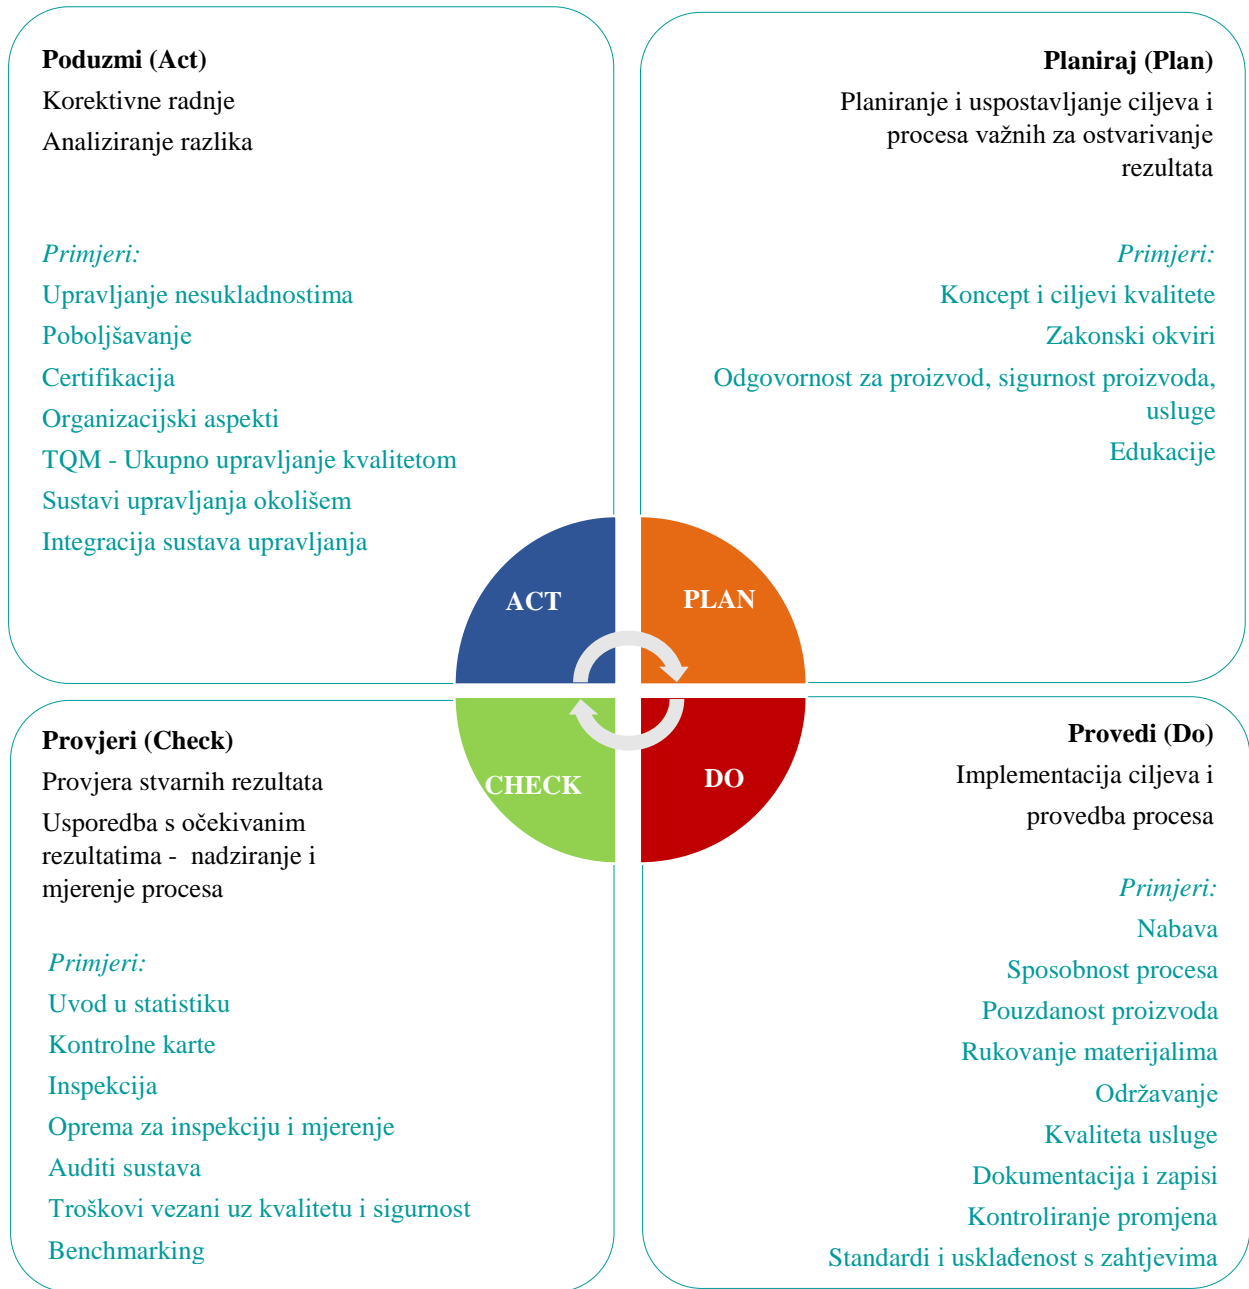 Poduzmi (Act)
Korektivne radnje
Analiziranje razlika
Primjeri:
Upravljanje nesukladnostima
Poboljšavanje
Certifikacija
Organizacijski aspekti
TQM - Ukupno upravljanje kvalitetom
Sustavi upravljanja okolišem
Integracija sustava upravljanja
Planiraj (Plan)
Planiranje i uspostavljanje ciljeva i
procesa važnih za ostvarivanje
rezultata
Primjeri:
Koncept i ciljevi kvalitete
Zakonski okviri
Odgovornost za proizvod, sigurnost proizvoda,
usluge
Edukacije
ACT
PLAN
CHECK
DO
Provjeri (Check)
Provjera stvarnih rezultata
Usporedba s očekivanim
rezultatima - nadziranje i
mjerenje procesa
Primjeri:
Uvod u statistiku
Kontrolne karte
Inspekcija
Oprema za inspekciju i mjerenje
Auditi sustava
Troškovi vezani uz kvalitetu i sigurnost
Benchmarking
Provedi (Do)
Implementacija ciljeva i
provedba procesa
Primjeri:
Nabava
Sposobnost procesa
Pouzdanost proizvoda
Rukovanje materijalima
Održavanje
Kvaliteta usluge
Dokumentacija i zapisi
Kontroliranje promjena
Standardi i usklađenost s zahtjevima